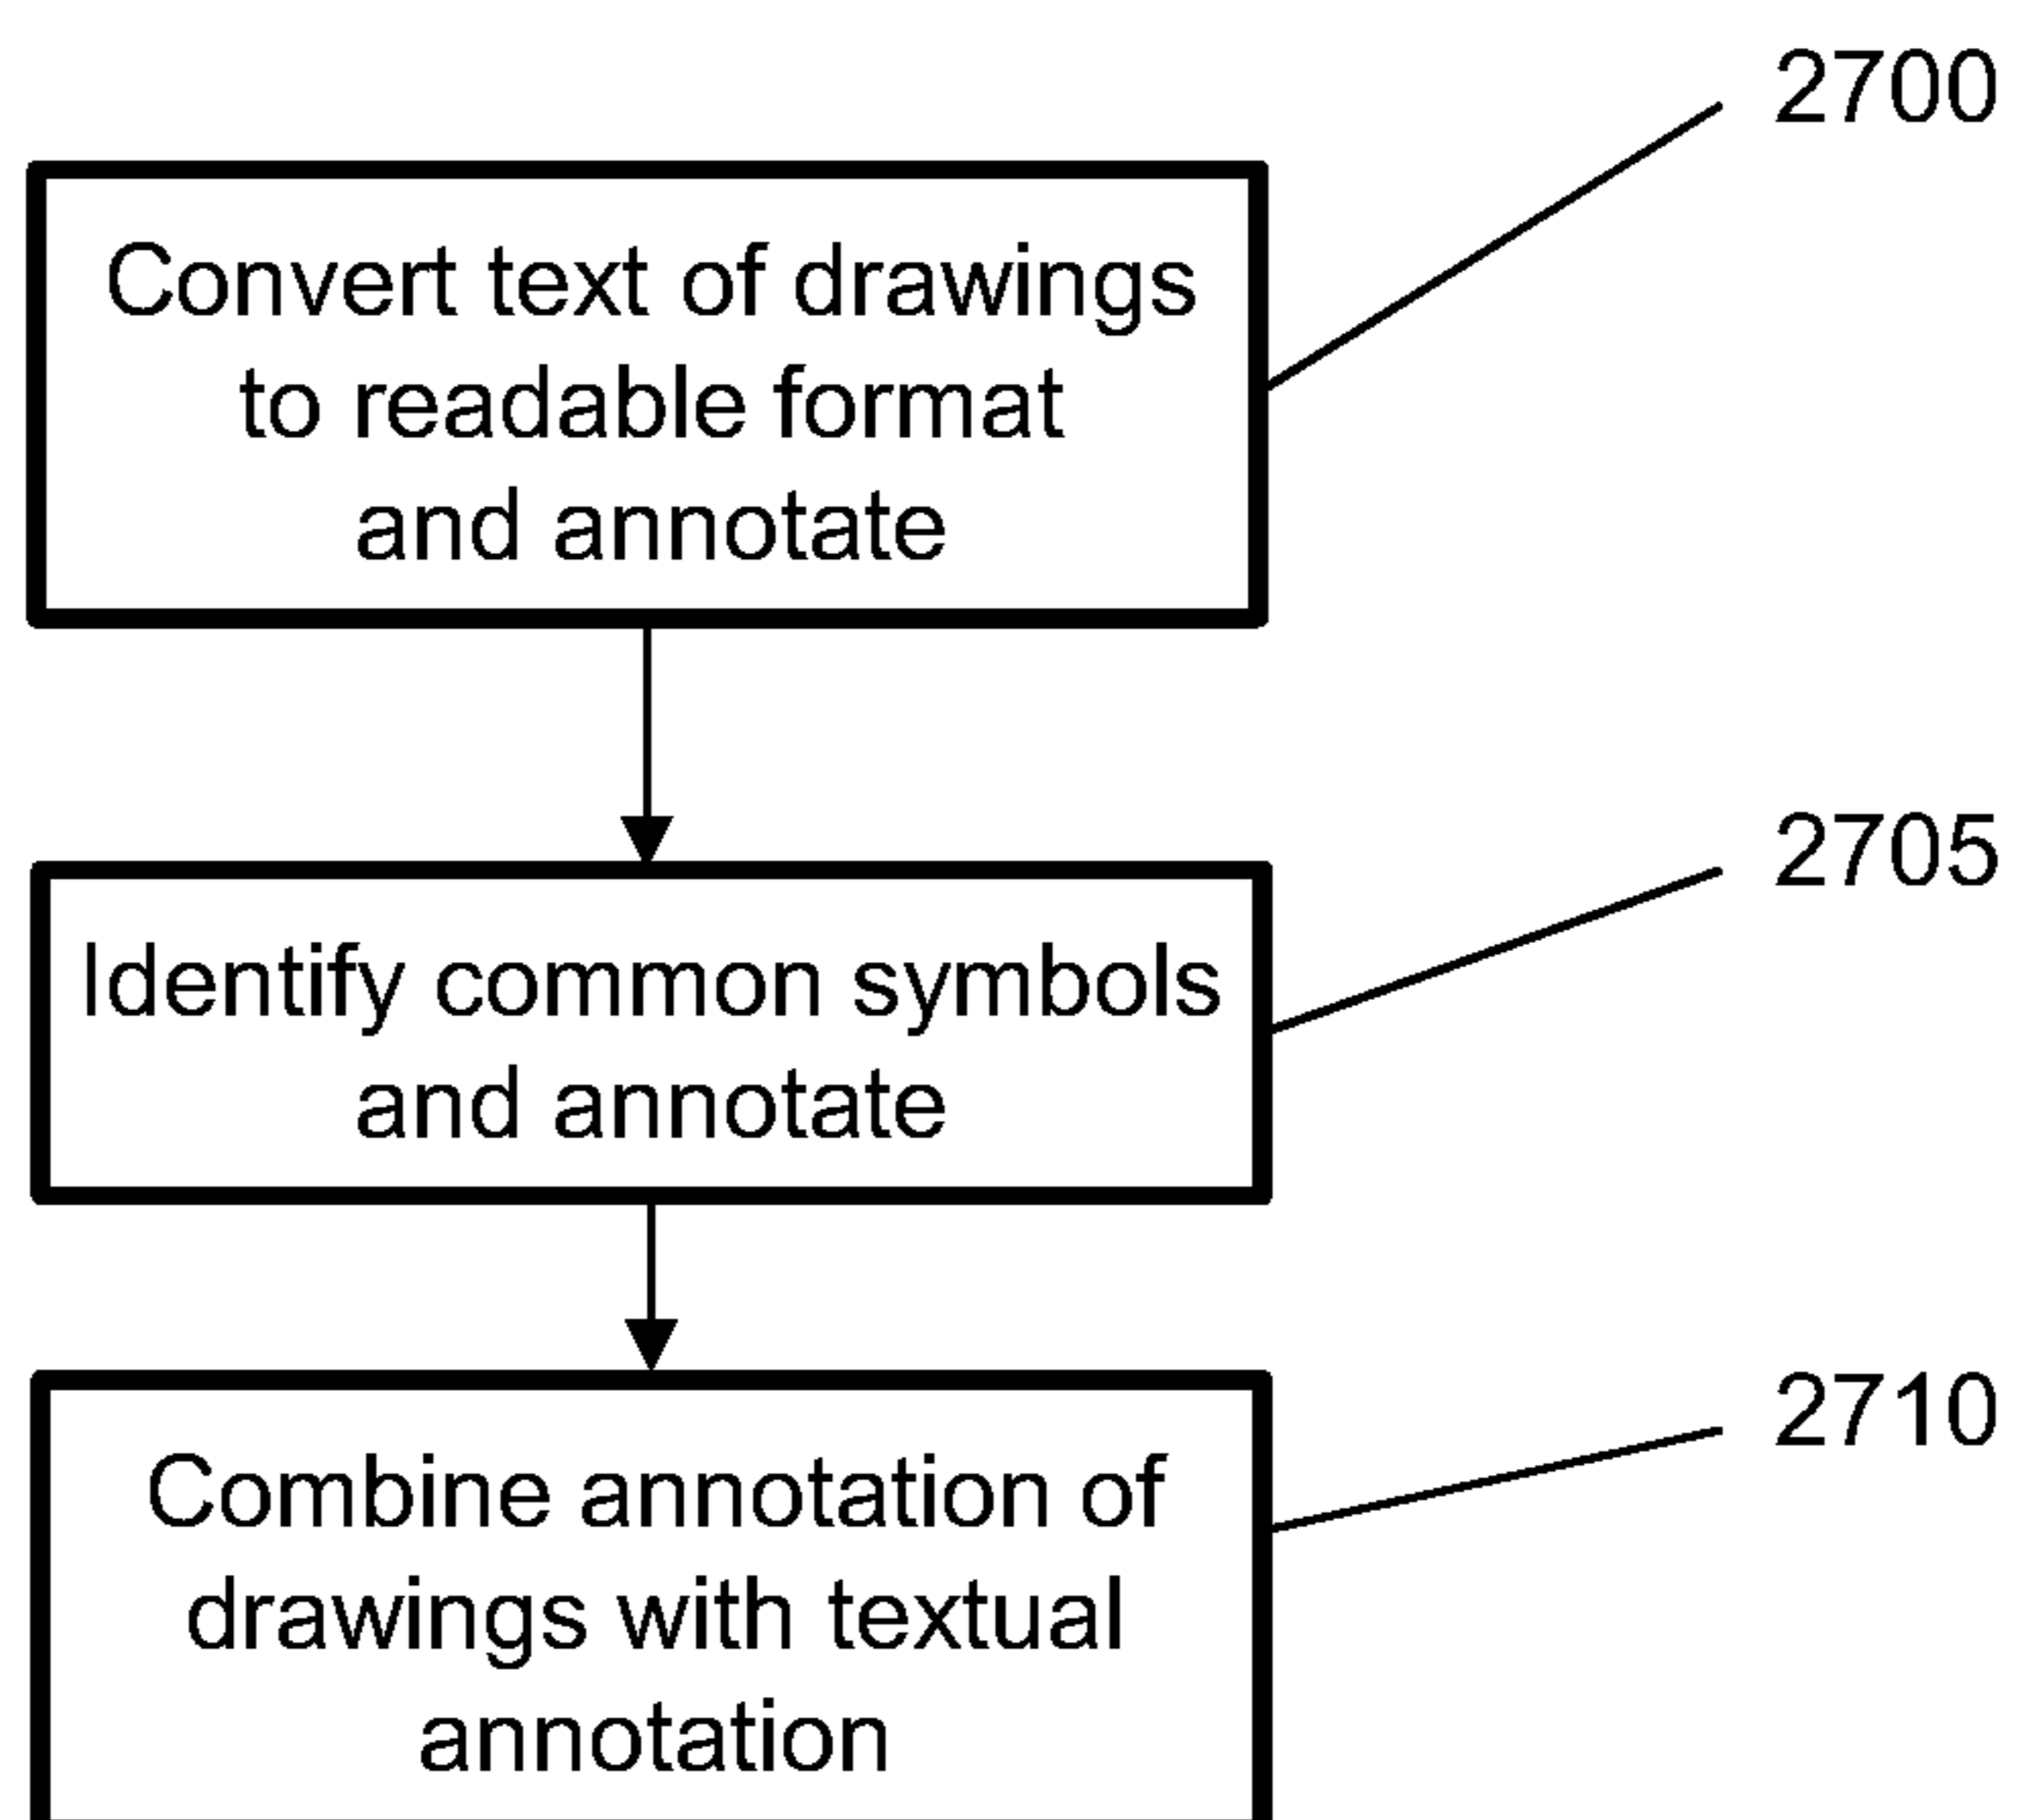 2700
Convert text of drawings
to readable format
and annotate
2705
Identify common symbols
and annotate
2710
Combine annotation of
drawings with textual
annotation